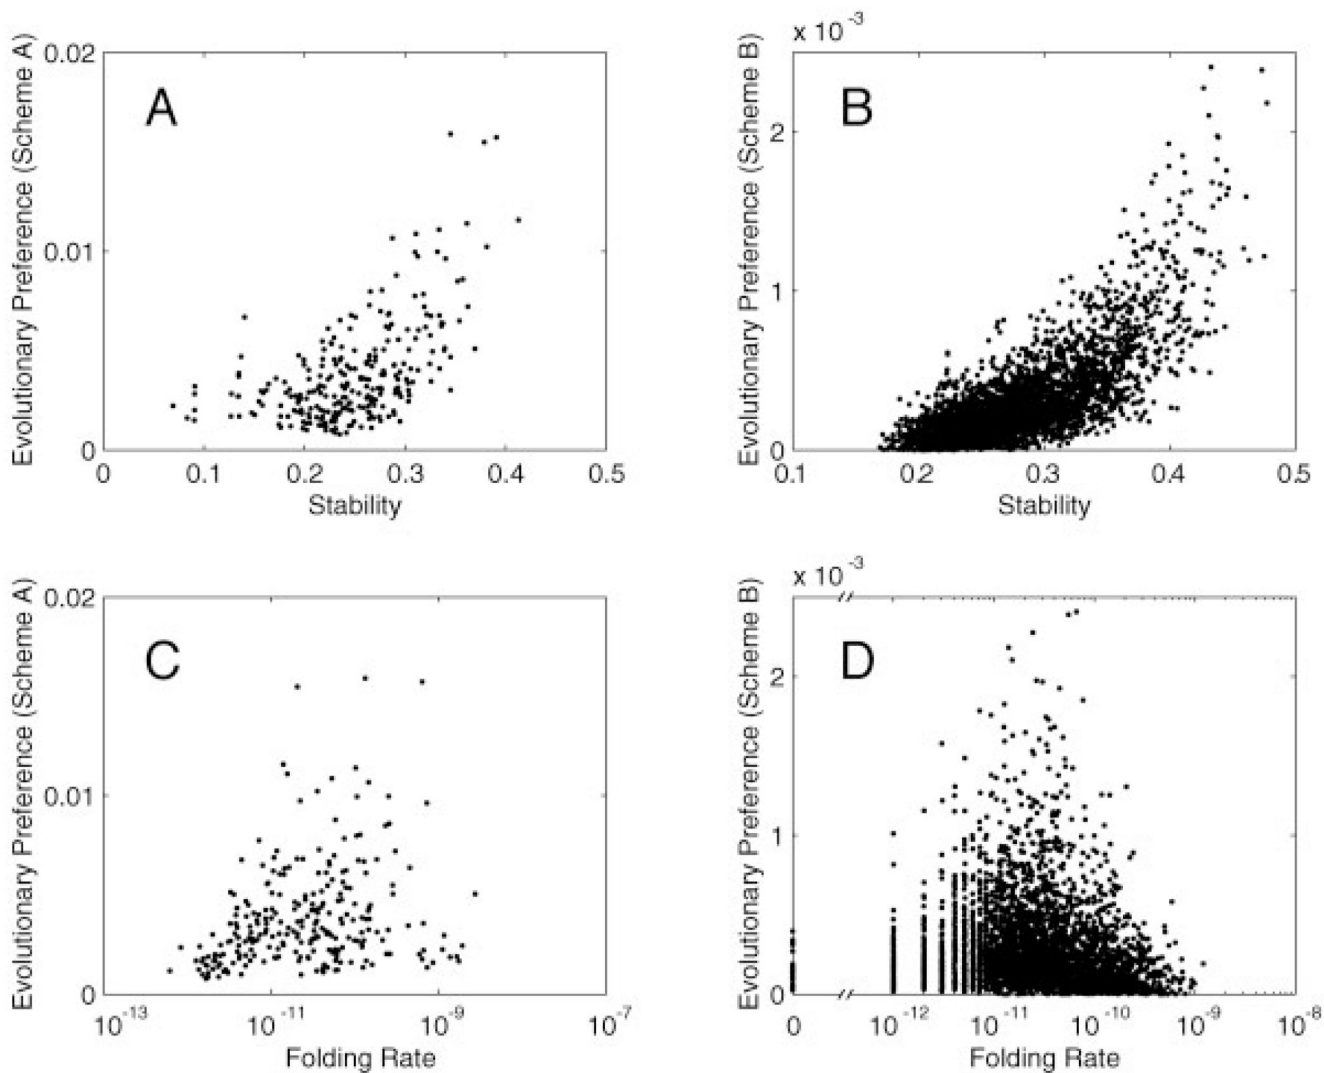 x 10^-3
0.02
0.01
0
Evolutionary Preference (Scheme A)
A
0 0.1 0.2 0.3 0.4 0.5
Stability
2
1
0
Evolutionary Preference (Scheme B)
B
0.1 0.2 0.3 0.4 0.5
Stability
x 10^-3
0.02
0.01
0
Evolutionary Preference (Scheme A)
C
10^-13 10^-11 10^-9 10^-7
Folding Rate
2
1
0
Evolutionary Preference (Scheme B)
D
0 10^-12 10^-11 10^-10 10^-9 10^-8
Folding Rate